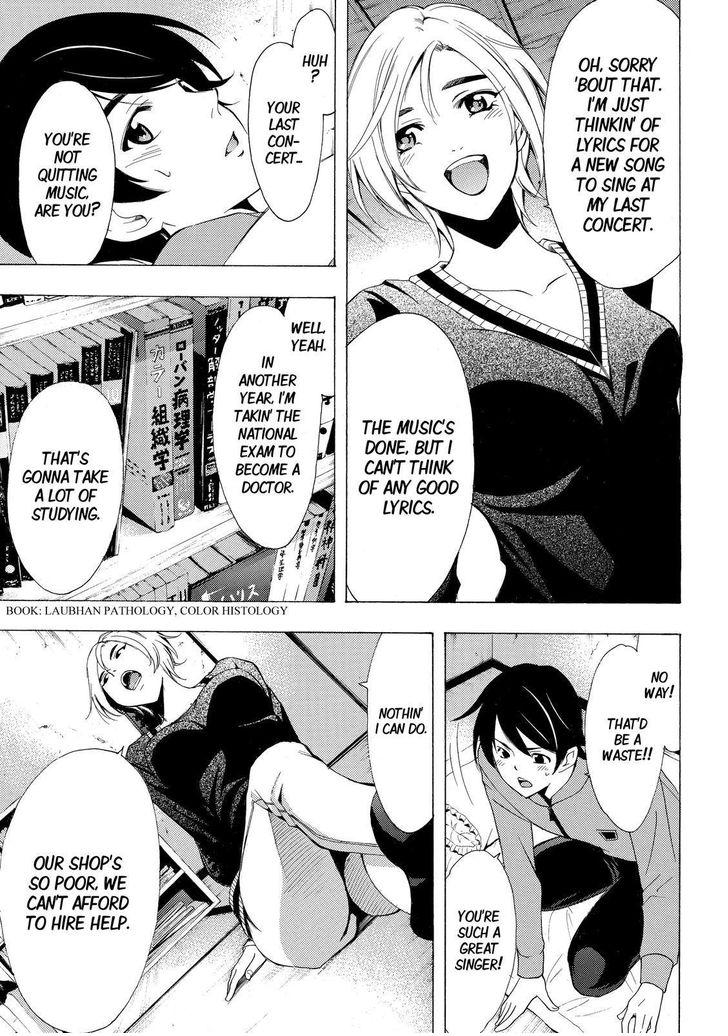 OH, SORRY
'BOUT THAT.
I'M JUST
THINKIN' OF
LYRICS FOR
A NEW SONG
TO SING AT
MY LAST
CONCERT.
THE MUSIC'S
DONE, BUT I
CAN'T THINK
OF ANY GOOD
LYRICS.
HUH
?
YOUR
LAST
CON-
CERT...
YOU'RE
NOT
QUITTING
MUSIC,
ARE YOU?
WELL,
YEAH.
IN
ANOTHER
YEAR, I'M
TAKIN' THE
NATIONAL
EXAM TO
BECOME A
DOCTOR.
ローバン病理学
カラー組織学
THAT'S
GONNA TAKE
A LOT OF
STUDYING.
BOOK: LAUBHAN PATHOLOGY, COLOR HISTOLOGY
NO
WAY!
THAT'D
BE A
WASTE!!
YOU'RE
SUCH A
GREAT
SINGER!
NOTHIN'
I CAN DO.
OUR SHOP'S
SO POOR, WE
CAN'T AFFORD
TO HIRE HELP.